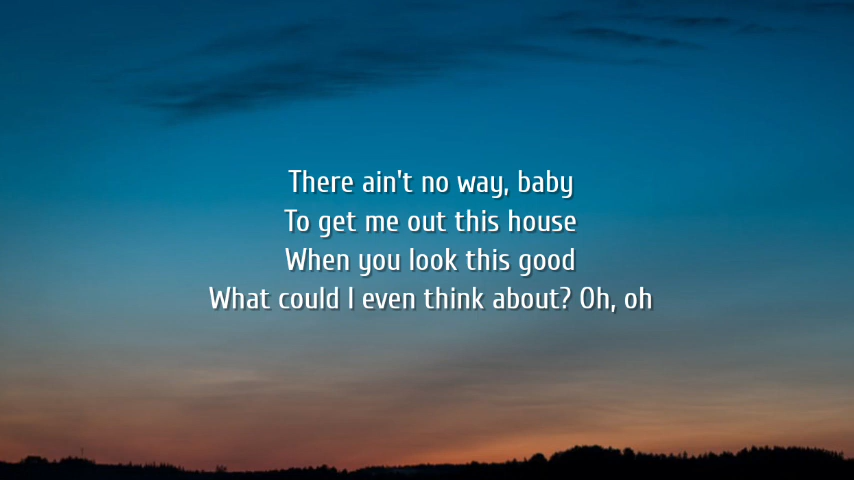 There ain't no way, baby
To get me out this house
When you look this good
What could I even think about? Oh, oh